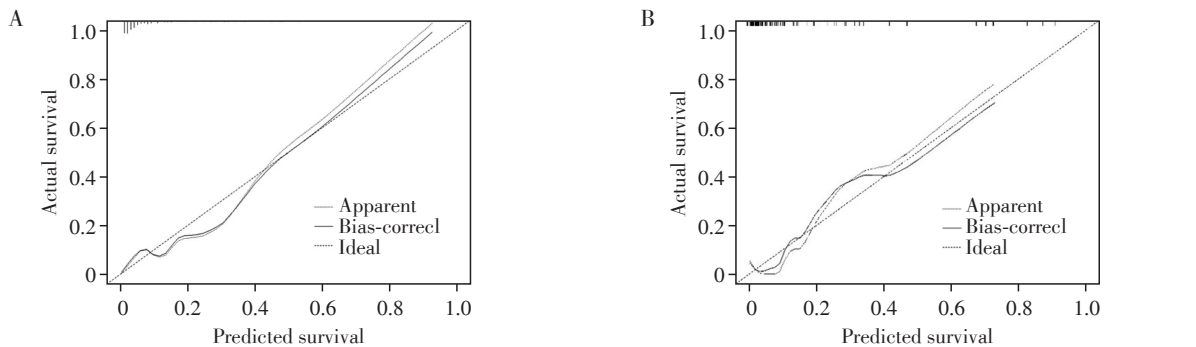 A
1.0
0.8
0.6
0.4
0.2
0
Actual survival
Apparent
Bias-correcl
Ideal
0 0.2 0.4 0.6 0.8 1.0
Predicted survival
B
1.0
0.8
0.6
0.4
0.2
0
Actual survival
Apparent
Bias-correcl
Ideal
0 0.2 0.4 0.6 0.8 1.0
Predicted survival